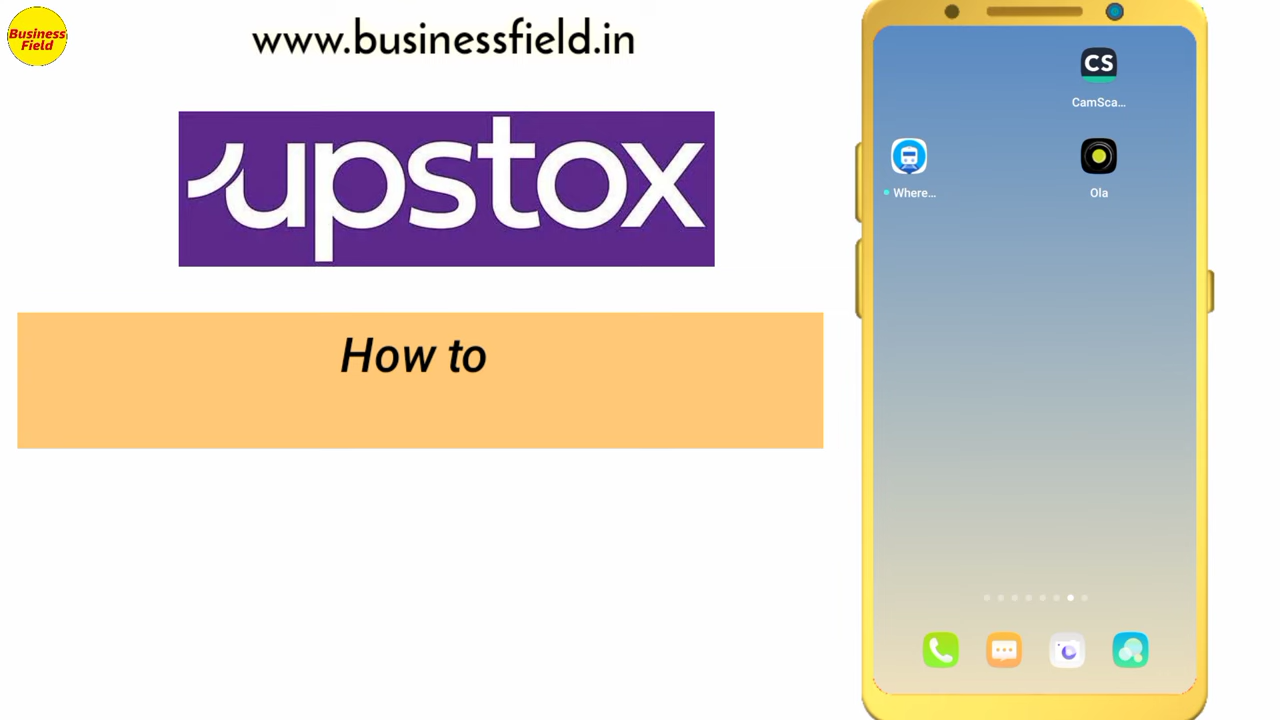 Business
Field
www.businessfield.in
upstox
How to
CS
CamSca...
Where...
Ola